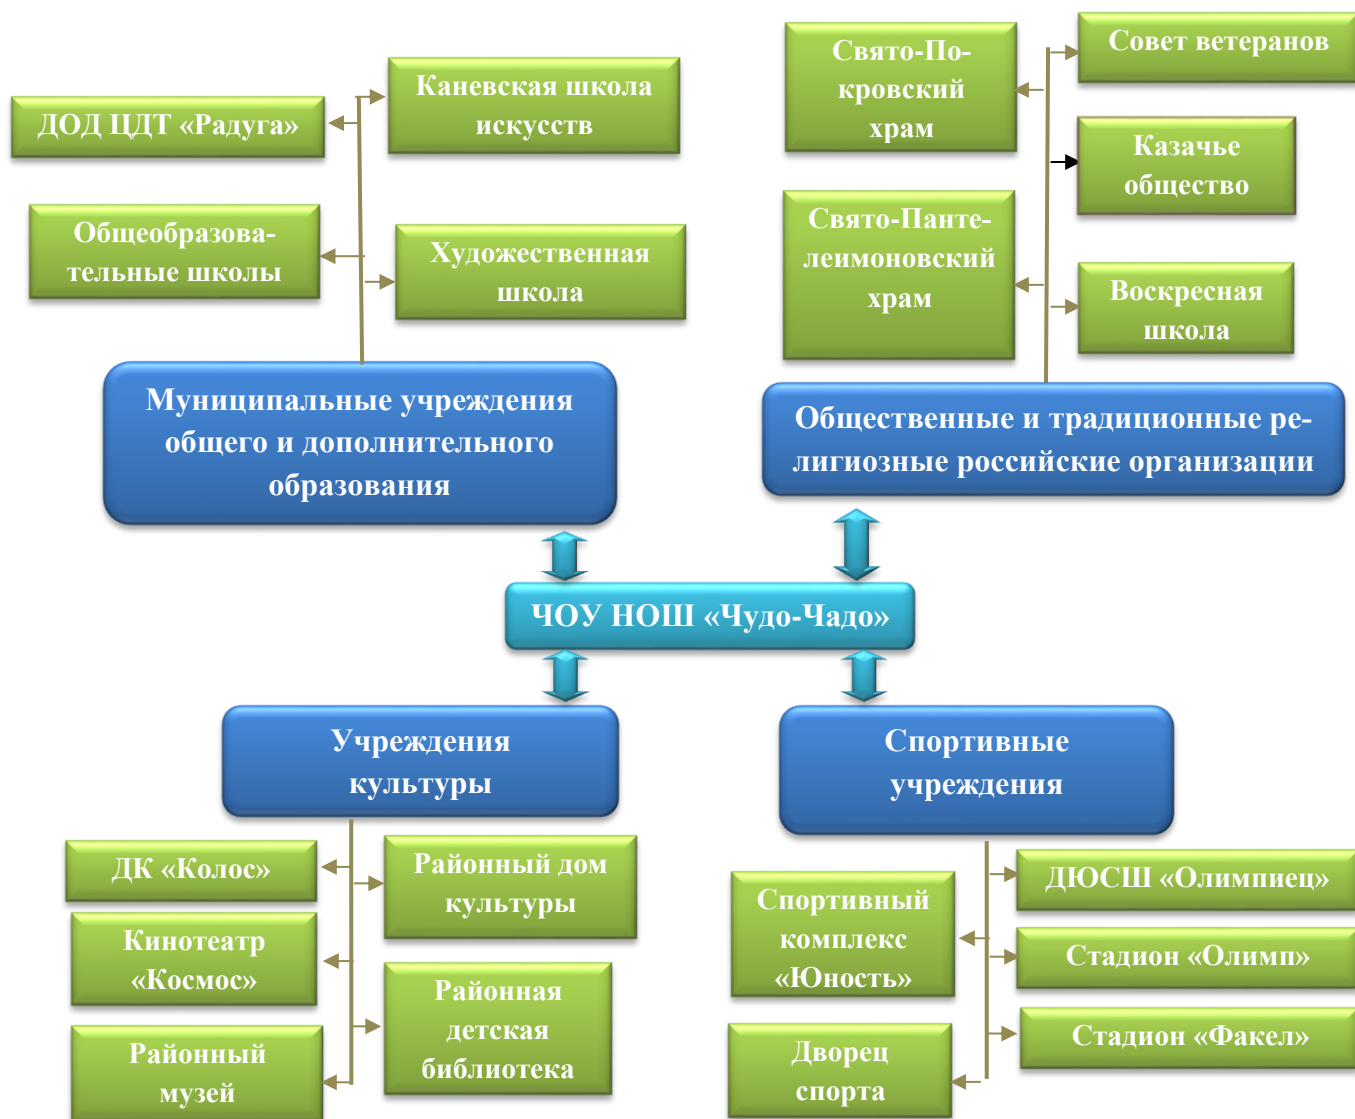 ДОД ЦДТ «Радуга»
Каневская школа
искусств
Общеобразова-
тельные школы
Художественная
школа
Муниципальные учреждения
общего и дополнительного
образования
Свято-По-
кровский
храм
Совет ветеранов
Казачье
общество
Свято-Панте-
леимоновский
храм
Воскресная
школа
Общественные и традиционные ре-
лигиозные российские организации
ЧОУ НОШ «Чудо-Чадо»
Учреждения
культуры
ДК «Колос»
Районный дом
культуры
Кинотеатр
«Космос»
Районная
детская
библиотека
Районный
музей
Спортивные
учреждения
Спортивный
комплекс
«Юность»
ДЮСШ «Олимпиец»
Стадион «Олимп»
Дворец
спорта
Стадион «Факел»